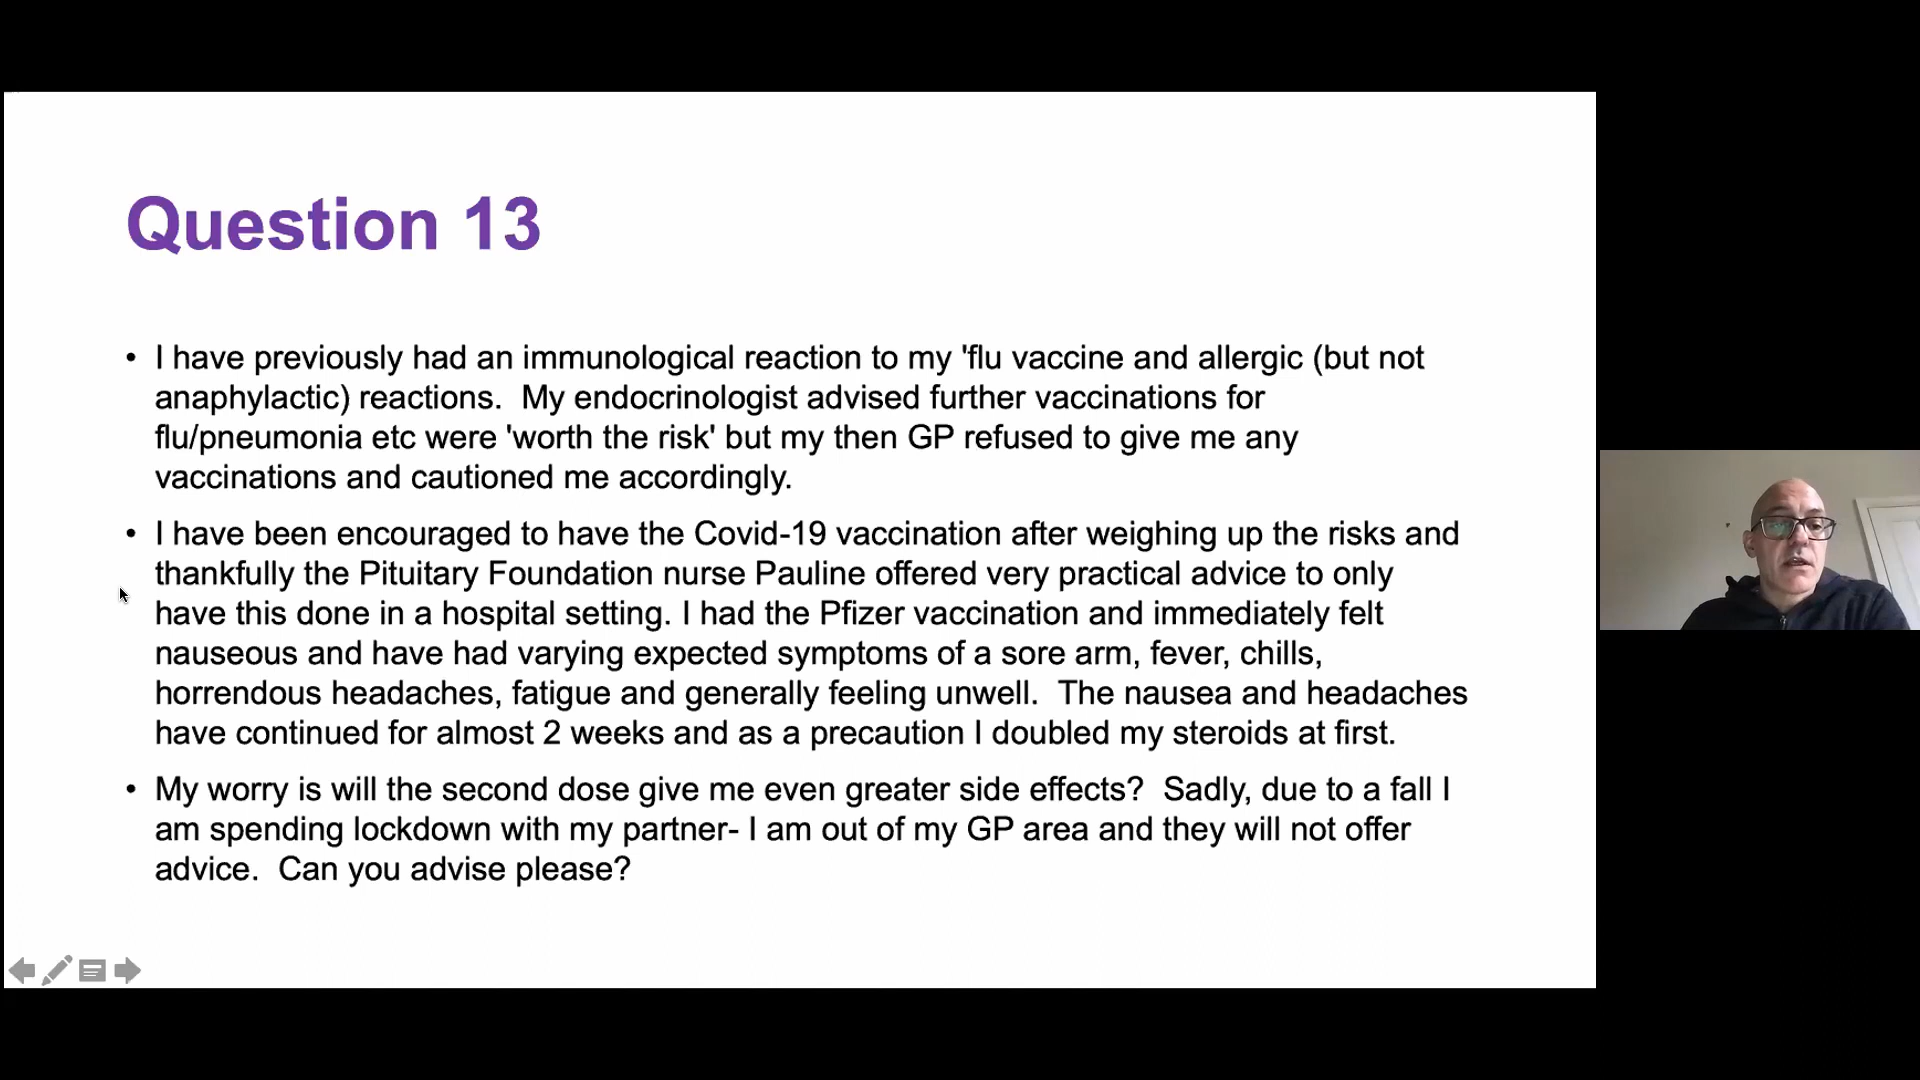 Question 13
• I have previously had an immunological reaction to my 'flu vaccine and allergic (but not
anaphylactic) reactions.  My endocrinologist advised further vaccinations for
flu/pneumonia etc were 'worth the risk' but my then GP refused to give me any
vaccinations and cautioned me accordingly.
• I have been encouraged to have the Covid-19 vaccination after weighing up the risks and
thankfully the Pituitary Foundation nurse Pauline offered very practical advice to only
have this done in a hospital setting. I had the Pfizer vaccination and immediately felt
nauseous and have had varying expected symptoms of a sore arm, fever, chills,
horrendous headaches, fatigue and generally feeling unwell.  The nausea and headaches
have continued for almost 2 weeks and as a precaution I doubled my steroids at first.
• My worry is will the second dose give me even greater side effects?  Sadly, due to a fall I
am spending lockdown with my partner- I am out of my GP area and they will not offer
advice.  Can you advise please?